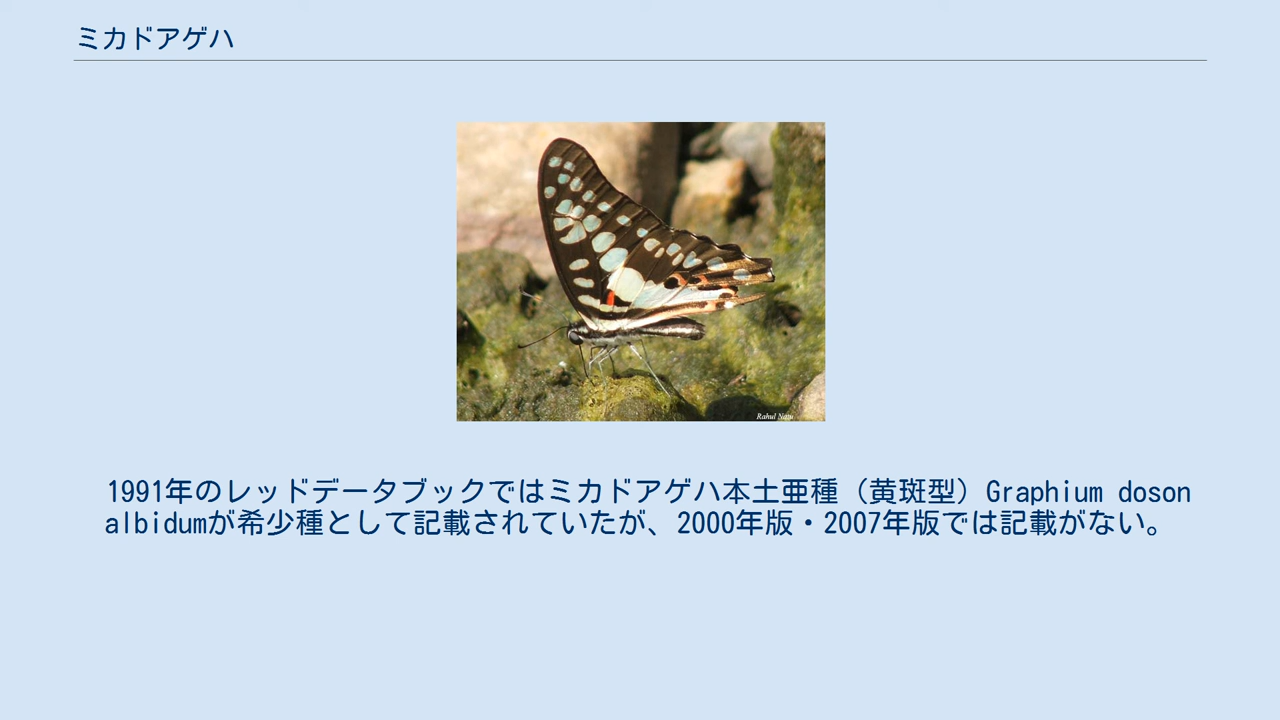 ミカドアゲハ
Rahul Natu
1991年のレッドデータブックではミカドアゲハ本土亜種（黄斑型）Graphium doson
albidumが希少種として記載されていたが、2000年版・2007年版では記載がない。